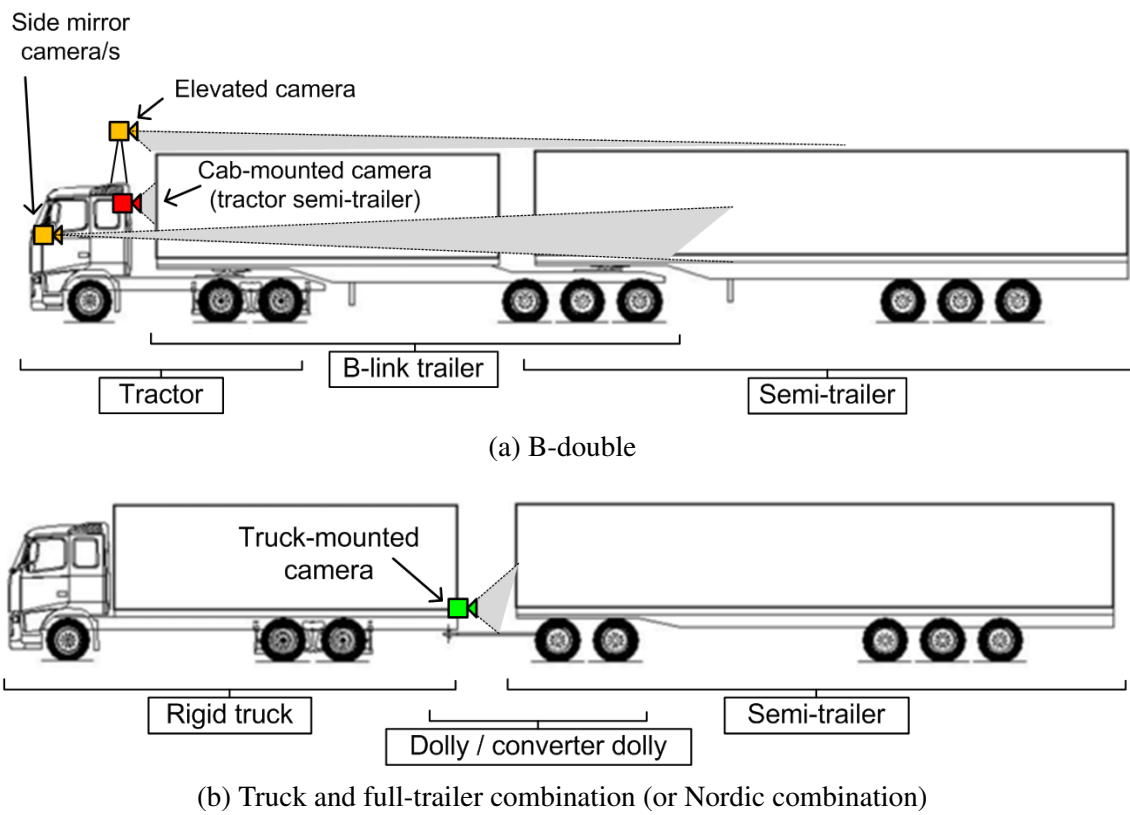 Side mirror
camera/s
Elevated camera
Cab-mounted camera
(tractor semi-trailer)
B-link trailer
Tractor
Semi-trailer
(a) B-double
Truck-mounted
camera
Rigid truck
Semi-trailer
Dolly / converter dolly
(b) Truck and full-trailer combination (or Nordic combination)